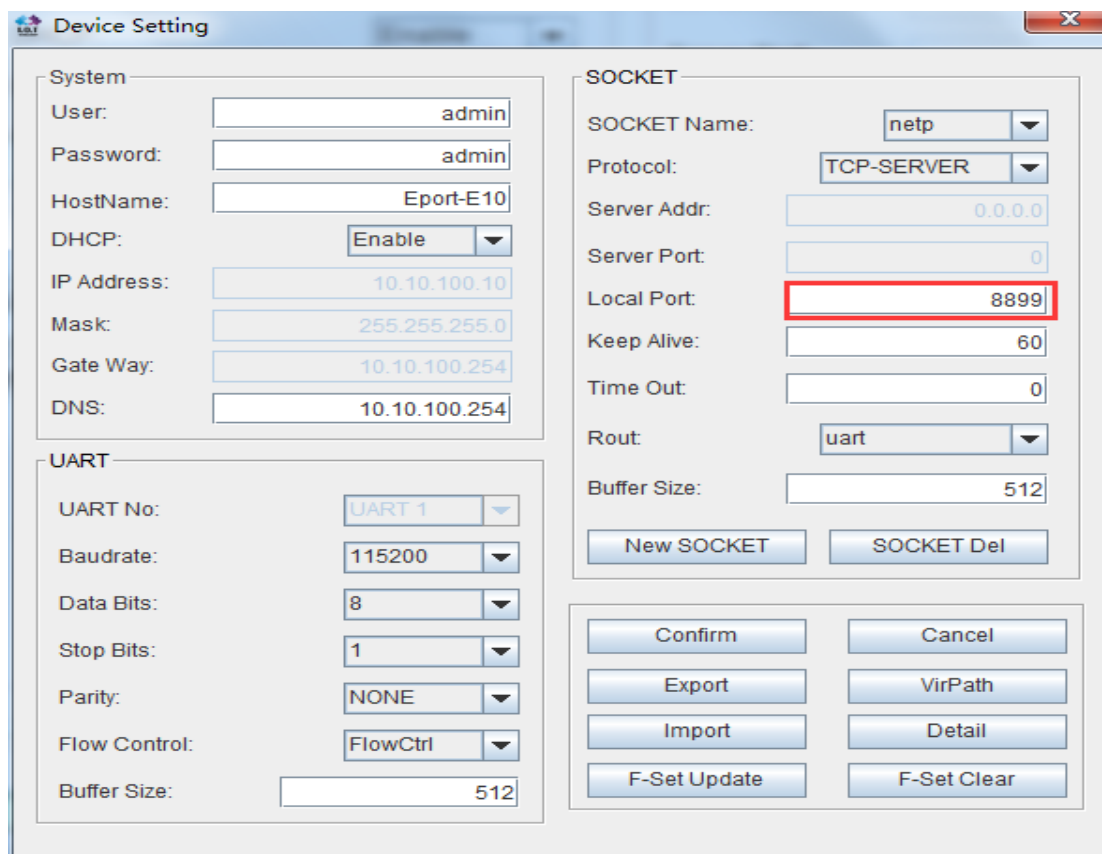 Device Setting
System
User: admin
Password: admin
HostName: Eport-E10
DHCP: Enable
IP Address: 10.10.100.10
Mask: 255.255.255.0
Gate Way: 10.10.100.254
DNS: 10.10.100.254
UART
UART No: UART 1
Baudrate: 115200
Data Bits: 8
Stop Bits: 1
Parity: NONE
Flow Control: FlowCtrl
Buffer Size: 512
SOCKET
SOCKET Name: netp
Protocol: TCP-SERVER
Server Addr: 0.0.0.0
Server Port: 0
Local Port: 8899
Keep Alive: 60
Time Out: 0
Rout: uart
Buffer Size: 512
New SOCKET SOCKET Del
Confirm Cancel
Export VirPath
Import Detail
F-Set Update F-Set Clear